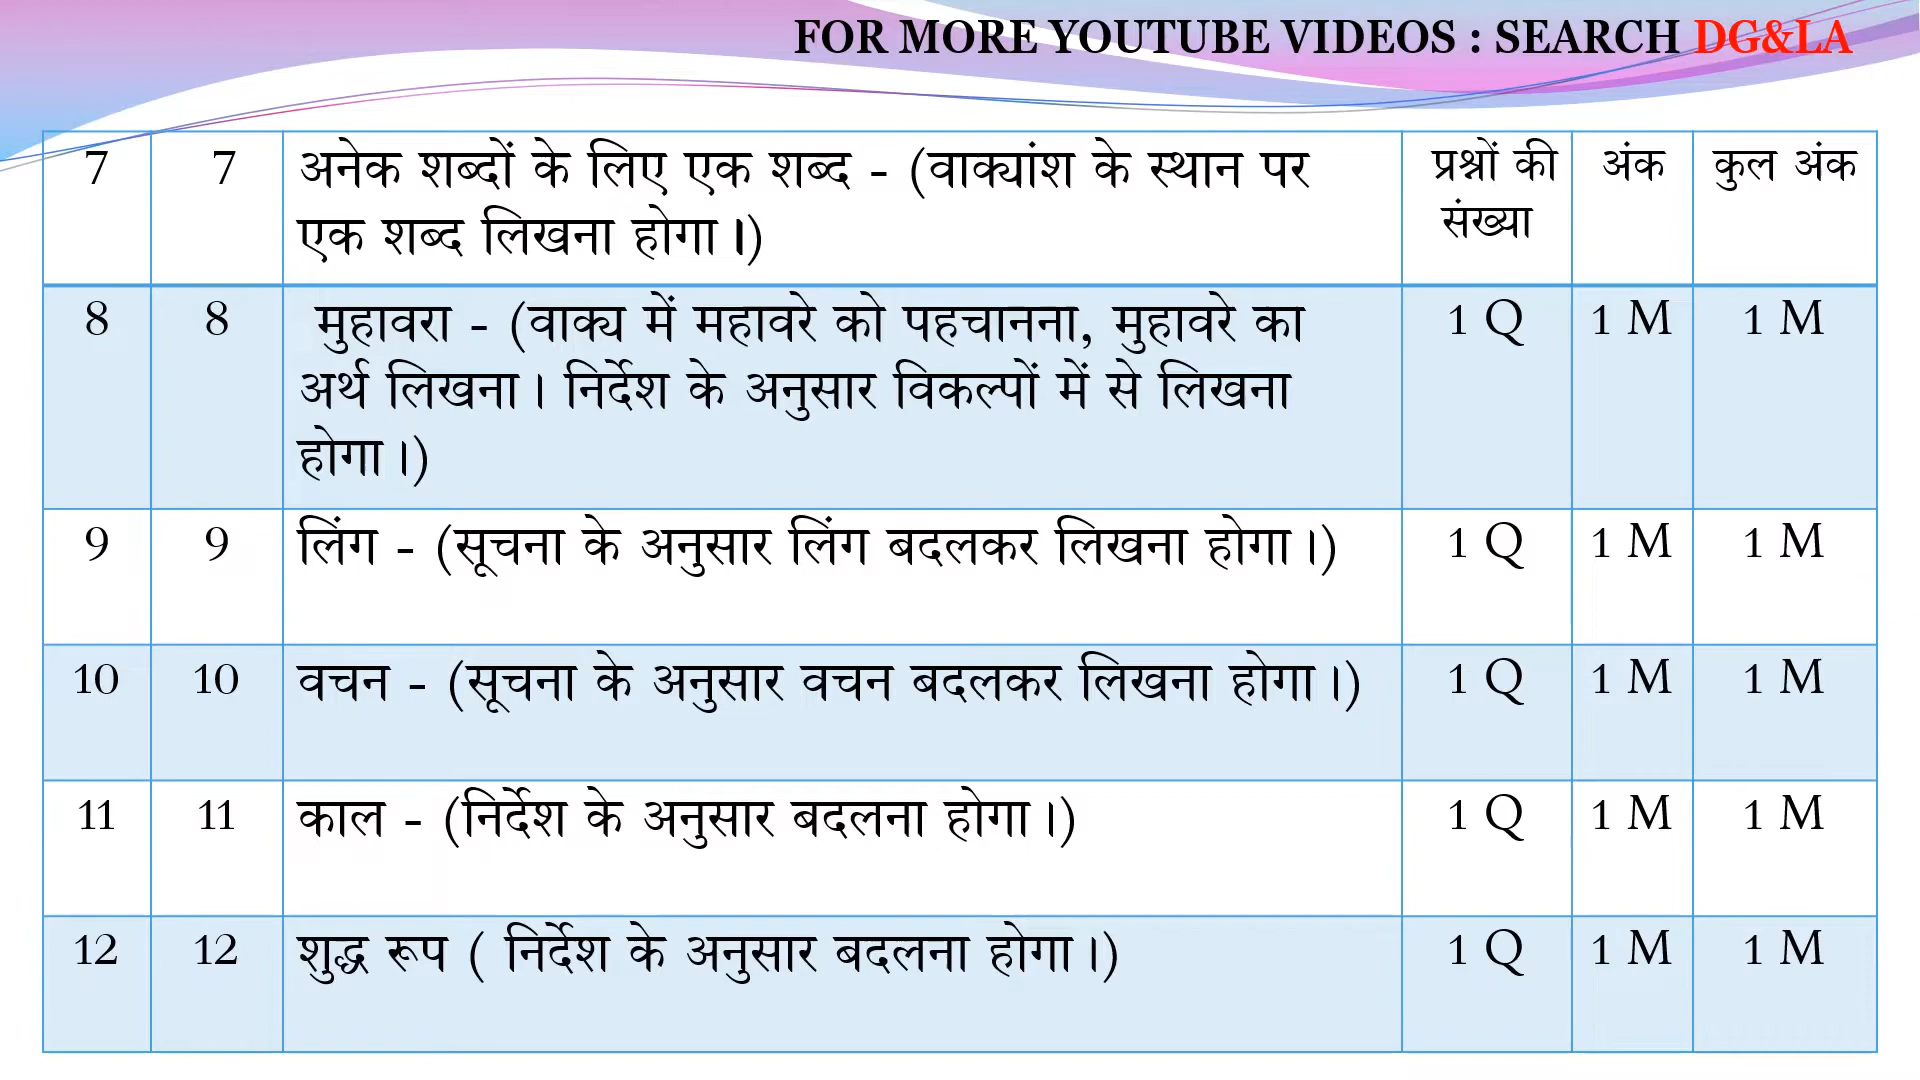 FOR MORE YOUTUBE VIDEOS : SEARCH DG&LA
7 7 अनेक शब्दों के लिए एक शब्द - (वाक्यांश के स्थान पर प्रश्नों की अंक कुल अंक
एक शब्द लिखना होगा।) संख्या
8 8 मुहावरा - (वाक्य में महावरे को पहचानना, मुहावरे का 1 Q 1 M 1 M
अर्थ लिखना। निर्देश के अनुसार विकल्पों में से लिखना
होगा।)
9 9 लिंग - (सूचना के अनुसार लिंग बदलकर लिखना होगा।) 1 Q 1 M 1 M
10 10 वचन - (सूचना के अनुसार वचन बदलकर लिखना होगा।) 1 Q 1 M 1 M
11 11 काल - (निर्देश के अनुसार बदलना होगा।) 1 Q 1 M 1 M
12 12 शुद्ध रूप ( निर्देश के अनुसार बदलना होगा।) 1 Q 1 M 1 M